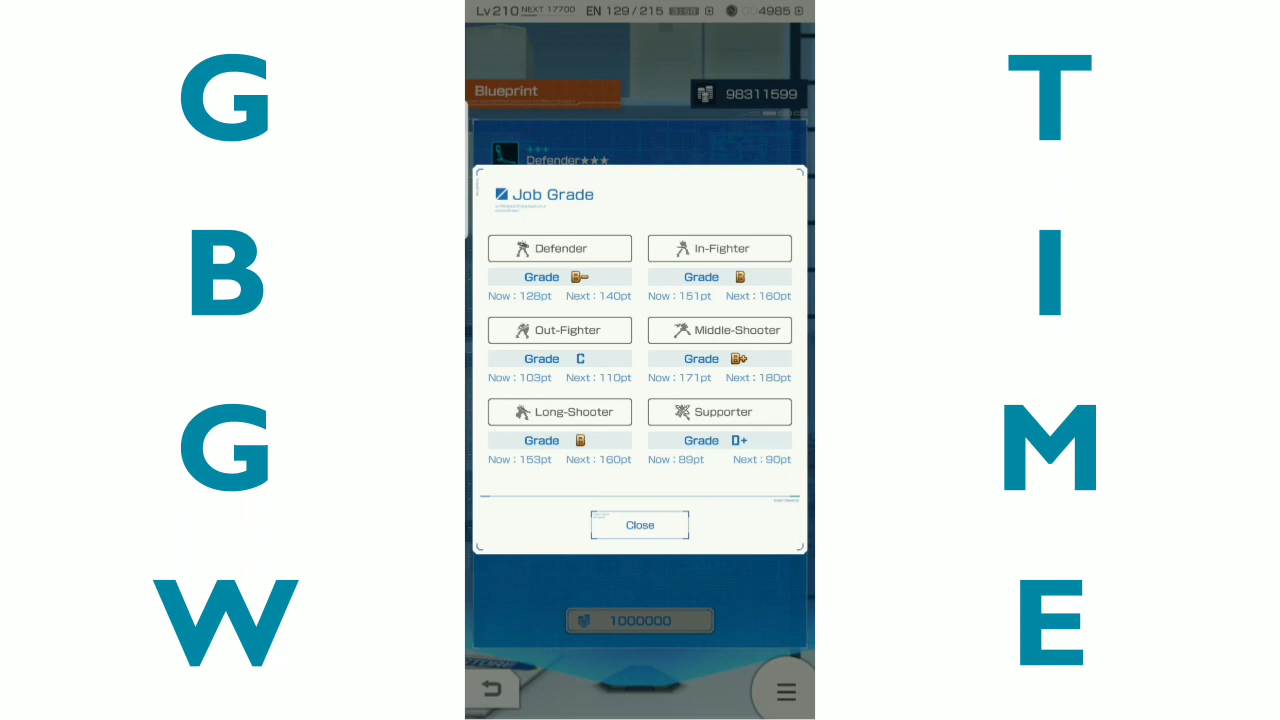 G
B
G
W
Lv210 NEXT 17700 EN 129/215 4985
Blueprint
98311599
+++
Defender★★★
Job Grade
Defender
Grade B-
Now：128pt Next：140pt
In-Fighter
Grade B
Now：151pt Next：160pt
Out-Fighter
Grade C
Now：103pt Next：110pt
Middle-Shooter
Grade B+
Now：171pt Next：180pt
Long-Shooter
Grade B
Now：153pt Next：160pt
Supporter
Grade D+
Now：89pt Next：90pt
Close
1000000
T
I
M
E